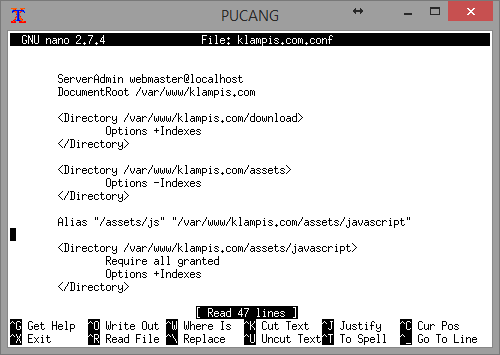 PUCANG
GNU nano 2.7.4 File: klampis.com.conf
ServerAdmin webmaster@localhost
DocumentRoot /var/www/klampis.com
<Directory /var/www/klampis.com/download>
Options +Indexes
</Directory>
<Directory /var/www/klampis.com/assets>
Options -Indexes
</Directory>
Alias "/assets/js" "/var/www/klampis.com/assets/javascript"
<Directory /var/www/klampis.com/assets/javascript>
Require all granted
Options +Indexes
</Directory>
[ Read 47 lines ]
^G Get Help ^O Write Out ^W Where Is ^K Cut Text ^J Justify ^C Cur Pos
^X Exit ^R Read File ^\ Replace ^U Uncut Text ^T To Spell ^_ Go To Line